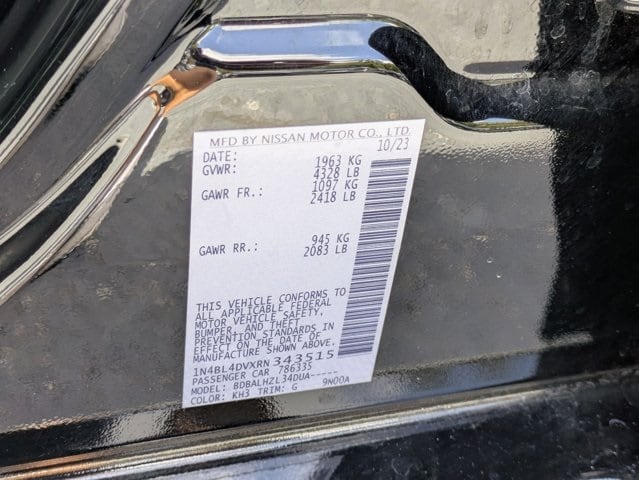 MFD BY NISSAN MOTOR CO., LTD.
DATE: 10/23
GVWR: 1963 KG
4328 LB
GAWR FR.: 1097 KG
2418 LB
GAWR RR.: 945 KG
2083 LB
THIS VEHICLE CONFORMS TO
ALL APPLICABLE FEDERAL
MOTOR VEHICLE SAFETY,
BUMPER, AND THEFT
PREVENTION STANDARDS IN
EFFECT ON THE DATE OF
MANUFACTURE SHOWN ABOVE.
1N4BL4DVXRN343515
PASSENGER CAR 786335
MODEL: BDBALHZL34DUA-----
COLOR: KH3 TRIM: G 9N00A